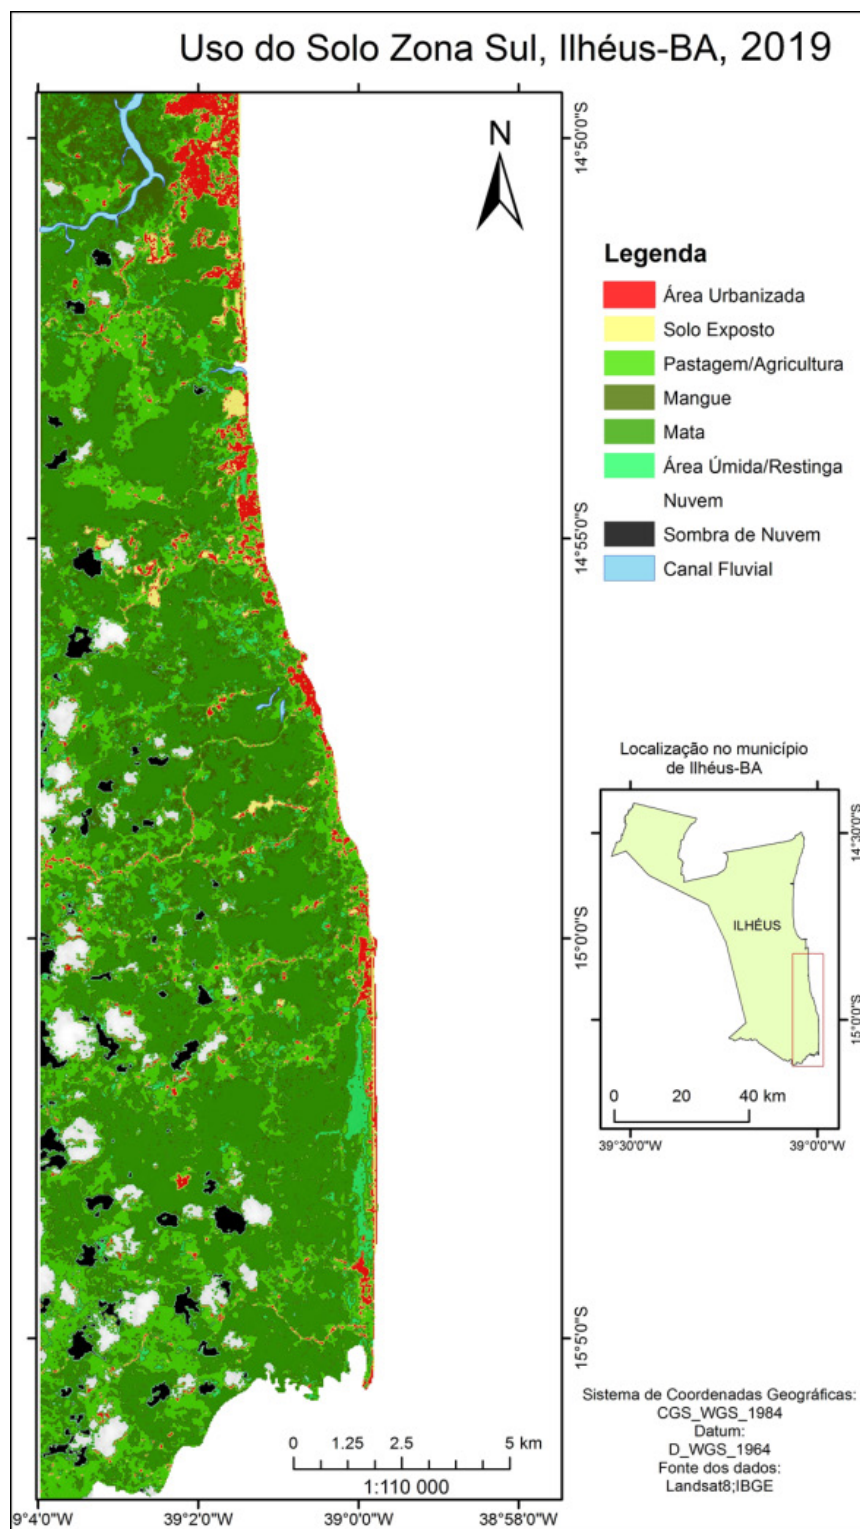 Uso do Solo Zona Sul, Ilhéus-BA, 2019
N
14°50'0"S
Legenda
Área Urbanizada
Solo Exposto
Pastagem/Agricultura
Mangue
Mata
Área Úmida/Restinga
Nuvem
Sombra de Nuvem
Canal Fluvial
14°55'0"S
Localização no município
de Ilhéus-BA
14°30'0"S
ILHÉUS
15°0'0"S
15°0'0"S
0 20 40 km
39°30'0"W 39°0'0"W
15°5'0"S
Sistema de Coordenadas Geográficas:
CGS_WGS_1984
Datum:
D_WGS_1964
Fonte dos dados:
Landsat8;IBGE
0 1.25 2.5 5 km
1:110 000
9°4'0"W 39°2'0"W 39°0'0"W 38°58'0"W